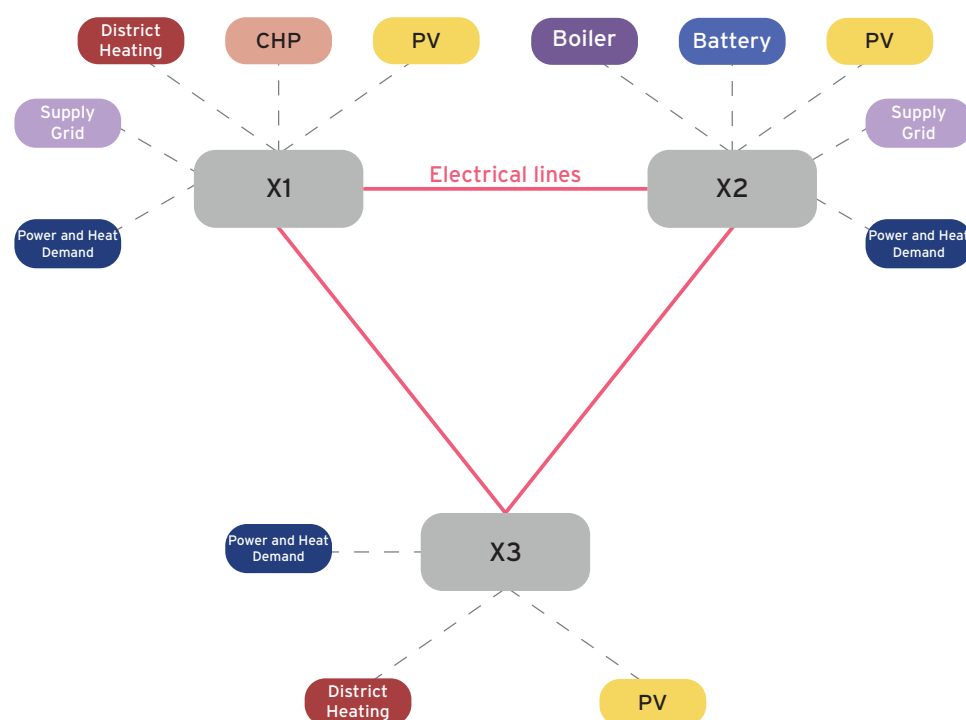 District
Heating
CHP
PV
Boiler
Battery
PV
Supply
Grid
Supply
Grid
Electrical lines
X1
X2
Power and Heat
Demand
Power and Heat
Demand
Power and Heat
Demand
X3
District
Heating
PV